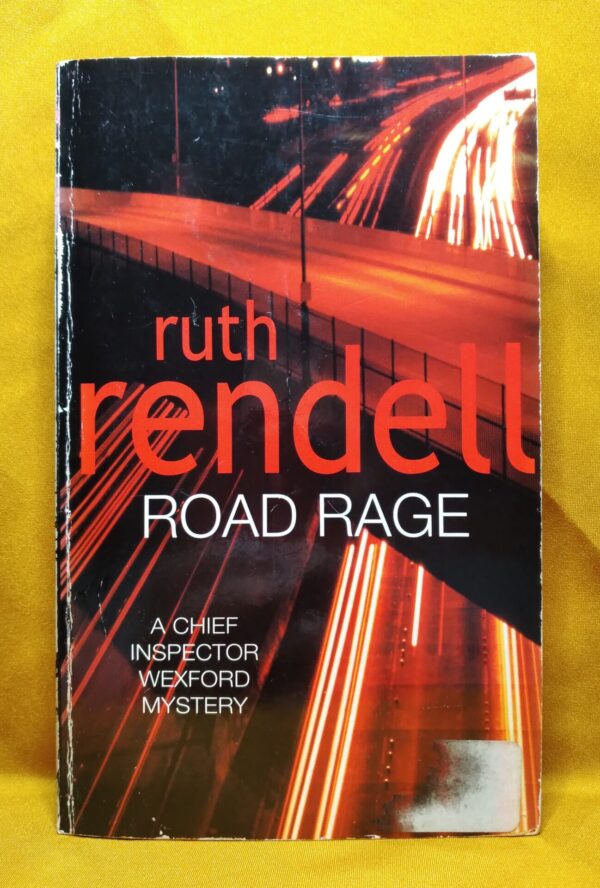 ruth
rendell
ROAD RAGE
A CHIEF
INSPECTOR
WEXFORD
MYSTERY